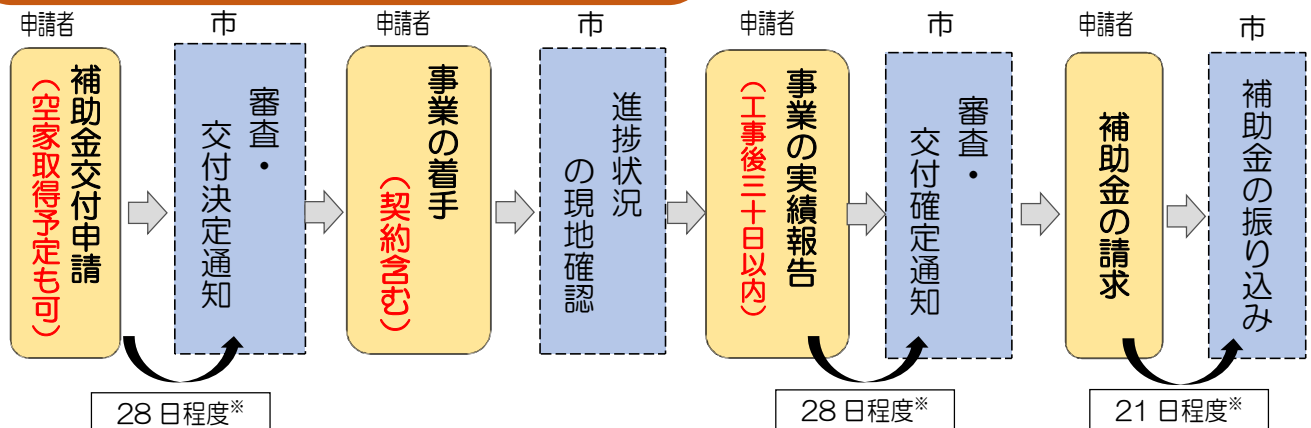 申請者
補助金交付申請
（空家取得予定も可）
市
審査・
交付決定通知
申請者
事業の着手
（契約含む）
市
進捗状況
の現地確認
申請者
事業の実績報告
（工事後三十日以内）
市
審査・
交付確定通知
申請者
補助金の請求
市
補助金の振り込み
28日程度※
28日程度※
21日程度※